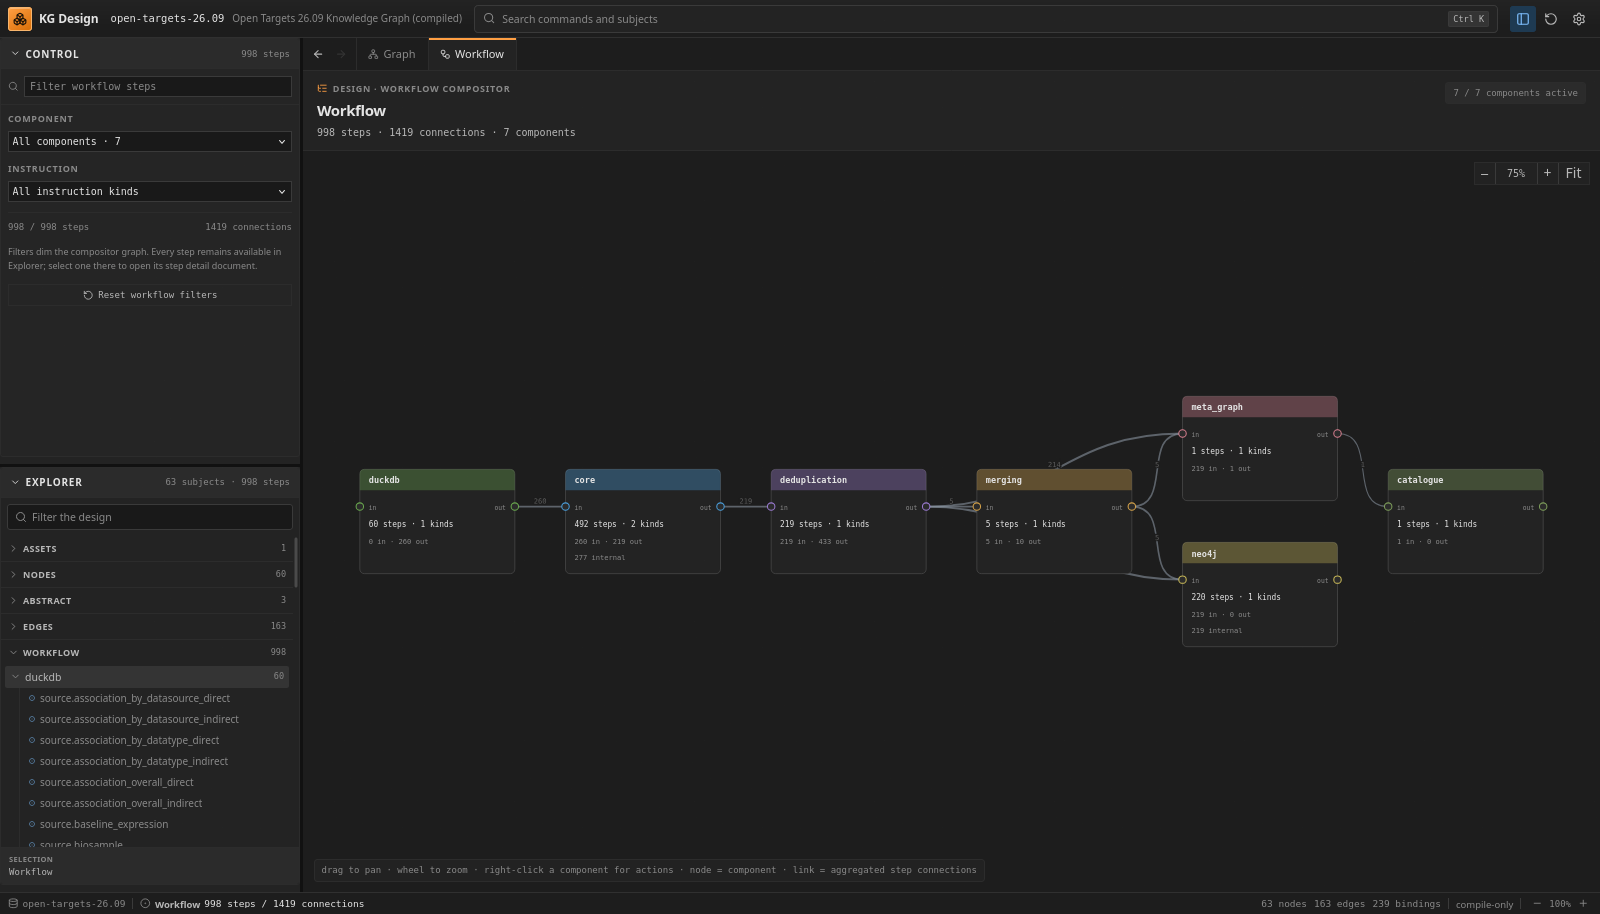 KG Design open-targets-26.09 Open Targets 26.09 Knowledge Graph (compiled) Search commands and subjects Ctrl K
CONTROL 998 steps
Filter workflow steps
COMPONENT
All components · 7
INSTRUCTION
All instruction kinds
998 / 998 steps 1419 connections
Filters dim the compositor graph. Every step remains available in
Explorer; select one there to open its step detail document.
Reset workflow filters
EXPLORER 63 subjects · 998 steps
Filter the design
ASSETS 1
NODES 60
ABSTRACT 3
EDGES 163
WORKFLOW 998
duckdb 60
source.association_by_datasource_direct
source.association_by_datasource_indirect
source.association_by_datatype_direct
source.association_by_datatype_indirect
source.association_overall_direct
source.association_overall_indirect
source.baseline_expression
source.biosample
SELECTION
Workflow
Graph Workflow
DESIGN · WORKFLOW COMPOSITOR
Workflow
998 steps · 1419 connections · 7 components
7 / 7 components active
– 75% + Fit
duckdb
in out
60 steps · 1 kinds
0 in · 260 out
260
core
in out
492 steps · 2 kinds
260 in · 219 out
277 internal
219
deduplication
in out
219 steps · 1 kinds
219 in · 433 out
5
214
merging
in out
5 steps · 1 kinds
5 in · 10 out
meta_graph
in out
1 steps · 1 kinds
219 in · 1 out
neo4j
in out
220 steps · 1 kinds
219 in · 0 out
219 internal
catalogue
in out
1 steps · 1 kinds
1 in · 0 out
drag to pan · wheel to zoom · right-click a component for actions · node = component · link = aggregated step connections
open-targets-26.09 Workflow 998 steps / 1419 connections 63 nodes 163 edges 239 bindings compile-only − 100% +